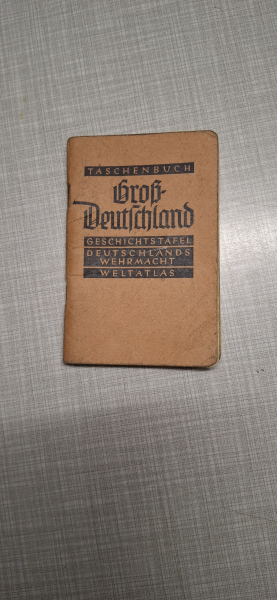 TASCHENBUCH
Groß-
Deutſchland
GESCHICHTSTAFEL
DEUTSCHLANDS
WEHRMACHT
WELTATLAS